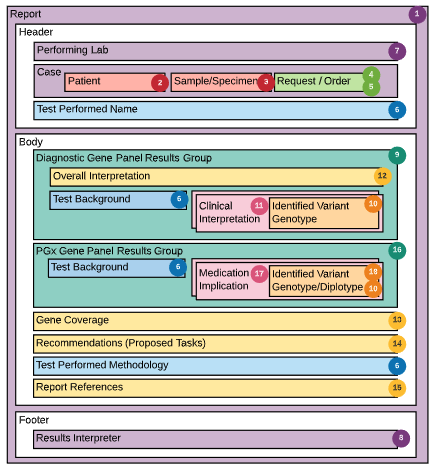 Report 1
Header
Performing Lab 7
Case
Patient 2
Sample/Specimen 3
Request / Order 4
5
Test Performed Name 6
Body
Diagnostic Gene Panel Results Group 9
Overall Interpretation 12
Test Background 6
Clinical
Interpretation
11
Identified Variant
Genotype
10
PGx Gene Panel Results Group 16
Test Background 6
Medication
Implication
17
Identified Variant
Genotype/Diplotype
18
10
Gene Coverage 13
Recommendations (Proposed Tasks) 14
Test Performed Methodology 6
Report References 15
Footer
Results Interpreter 8